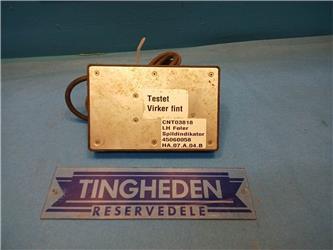 Testet
Virker fint
CNT03818
LH Føler
Spildindikator
45060058
HA.07.A.04.B
TINGHEDEN
RESERVEDELE